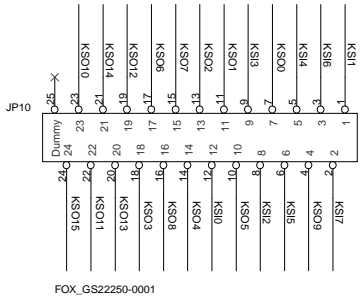 KSO10
KSO14
KSO12
KSO6
KSO7
KSO2
KSO1
KSI3
KSO0
KSI4
KSI6
KSI1
25
23
21
19
17
15
13
11
9
7
5
3
1
JP10
Dummy
23
21
19
17
15
13
11
9
7
5
3
1
24
22
20
18
16
14
12
10
8
6
4
2
24
22
20
18
16
14
12
10
8
6
4
2
KSO15
KSO11
KSO13
KSO3
KSO8
KSO4
KSI0
KSO5
KSI2
KSI5
KSO9
KSI7
FOX_GS22250-0001